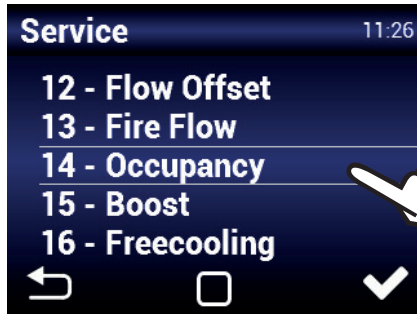 Service 11:26
12 - Flow Offset
13 - Fire Flow
14 - Occupancy
15 - Boost
16 - Freecooling